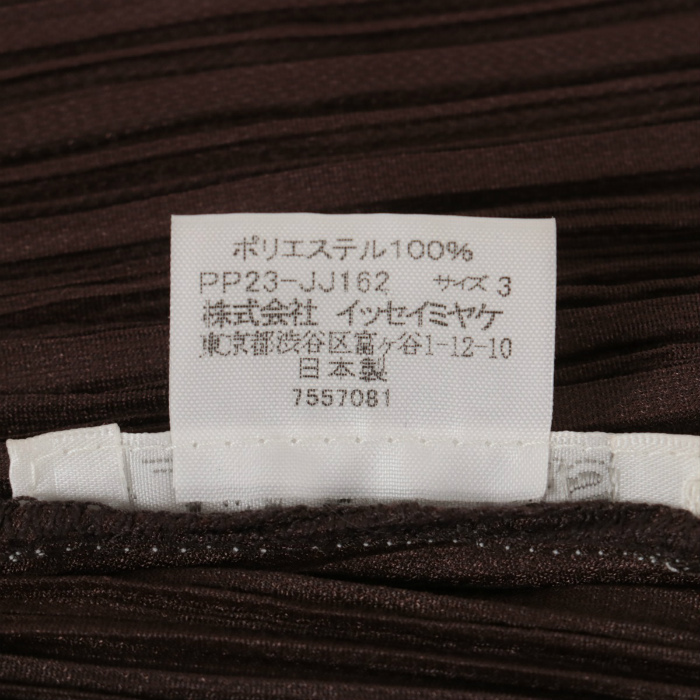 ポリエステル100%
PP23-JJ162 サイズ 3
株式会社 イッセイミヤケ
東京都渋谷区富ヶ谷1-12-10
日本製
7557081